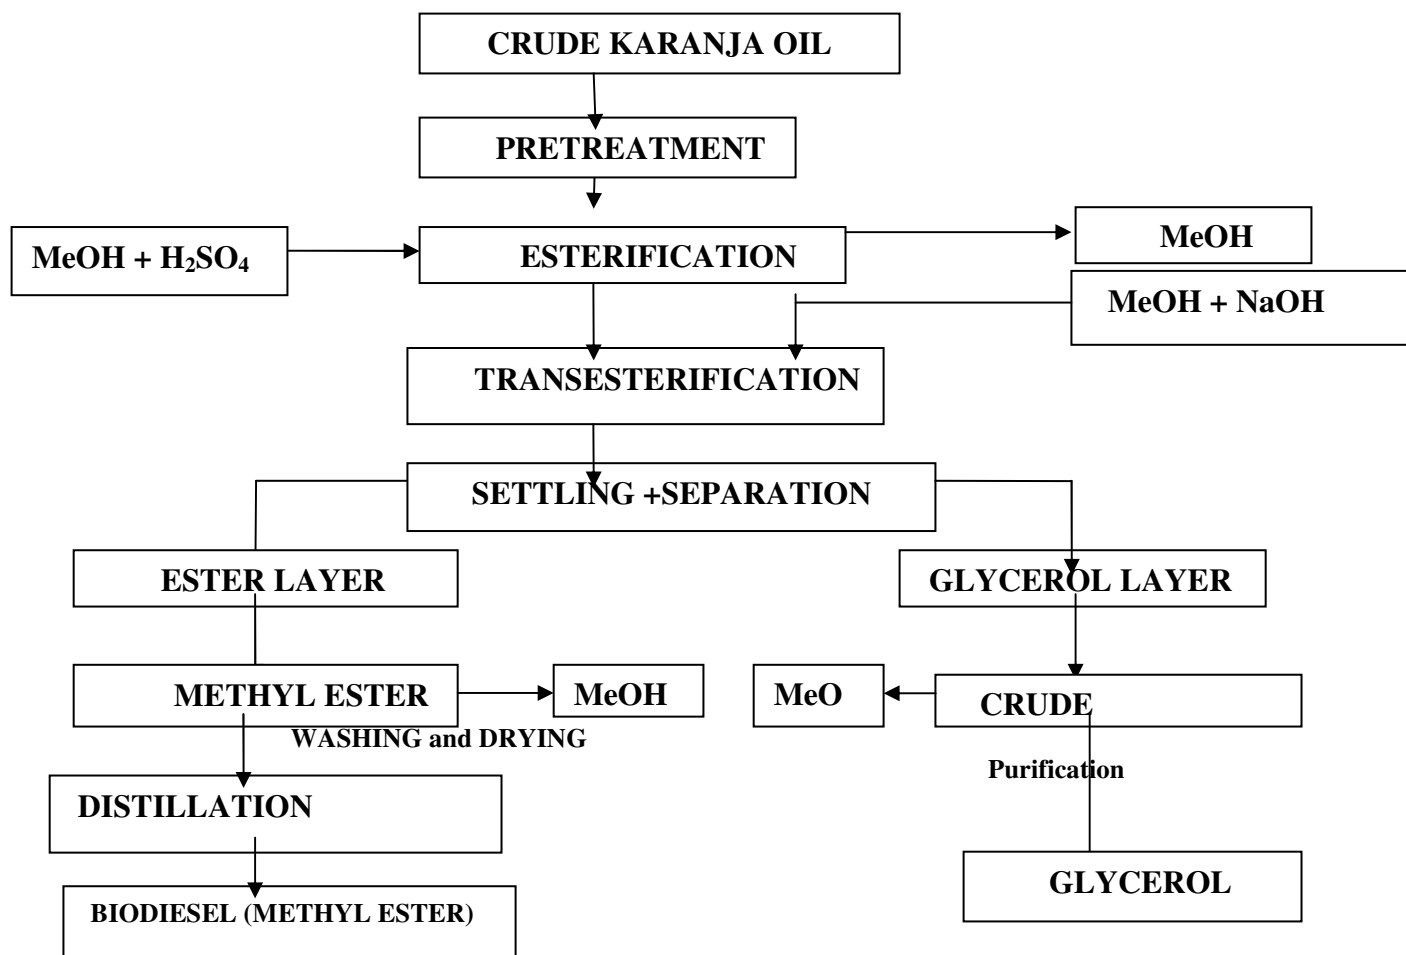 CRUDE KARANJA OIL
PRETREATMENT
MeOH + H₂SO₄
ESTERIFICATION
MeOH
MeOH + NaOH
TRANSESTERIFICATION
SETTLING +SEPARATION
ESTER LAYER
GLYCEROL LAYER
METHYL ESTER
MeOH
MeO
CRUDE
WASHING and DRYING
Purification
DISTILLATION
GLYCEROL
BIODIESEL (METHYL ESTER)